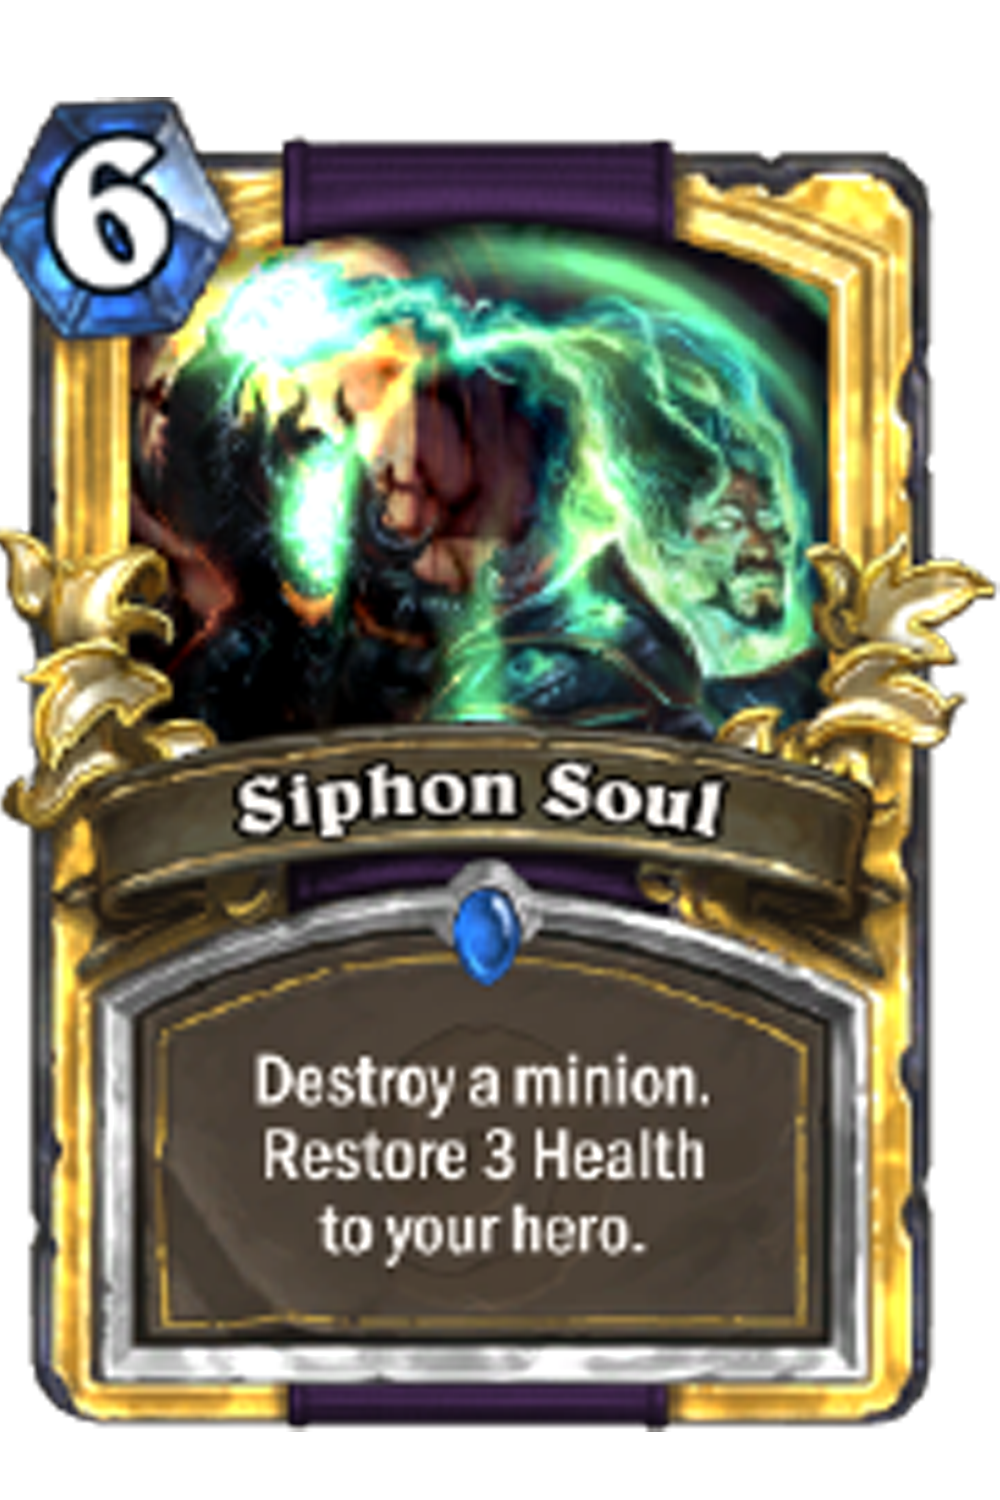 6
Siphon Soul
Destroy a minion.
Restore 3 Health
to your hero.